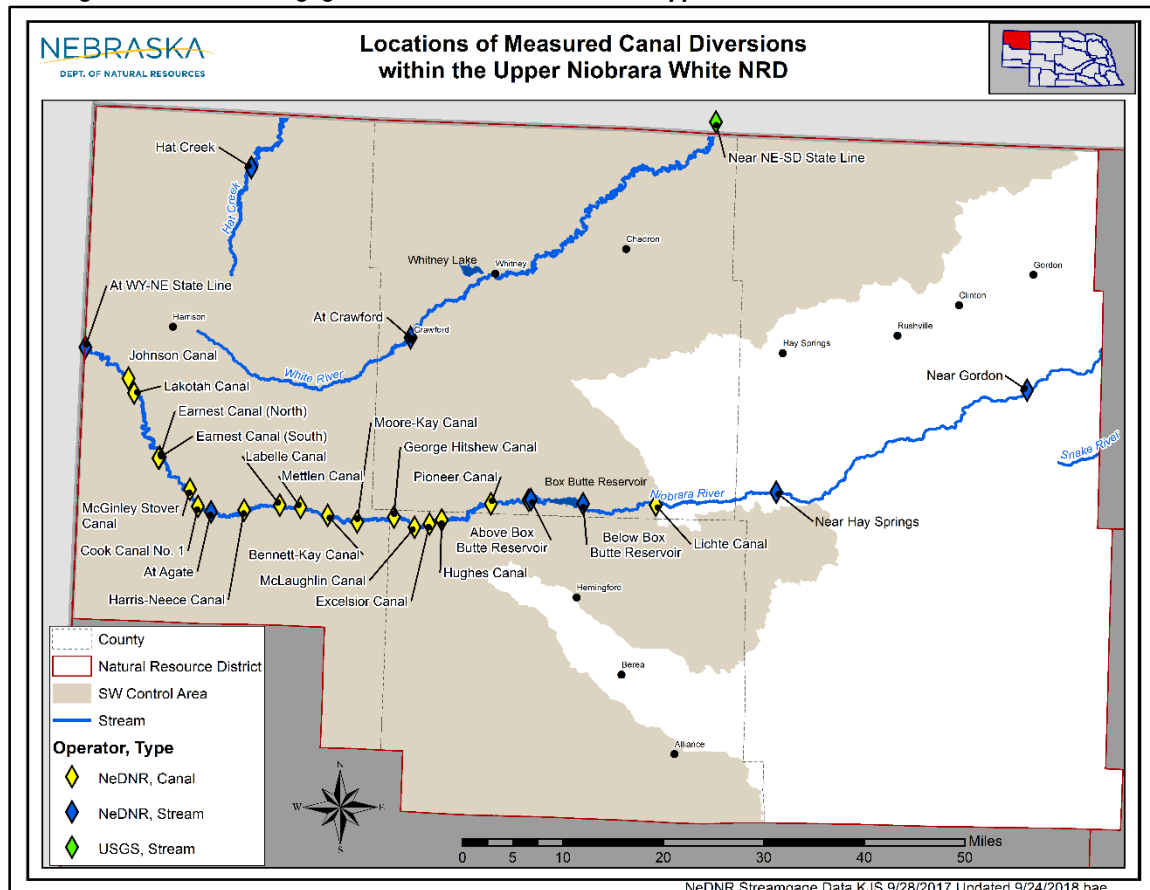 NEBRASKA
DEPT. OF NATURAL RESOURCES
Locations of Measured Canal Diversions
within the Upper Niobrara White NRD
Hat Creek
Hat Creek
Near NE-SD State Line
Chadron
Whitney Lake
Whitney
Gordon
Clinton
Rushville
Hay Springs
At WY-NE State Line
Harrison
At Crawford
Crawford
White River
Near Gordon
Snake River
Johnson Canal
Lakotah Canal
Earnest Canal (North)
Earnest Canal (South)
Labelle Canal
Mettlen Canal
Moore-Kay Canal
George Hitshew Canal
Pioneer Canal
Box Butte Reservoir
Niobrara River
McGinley Stover
Canal
Cook Canal No. 1
At Agate
Harris-Neece Canal
Bennett-Kay Canal
McLaughlin Canal
Excelsior Canal
Hughes Canal
Above Box
Butte Reservoir
Below Box
Butte Reservoir
Lichte Canal
Near Hay Springs
Hemingford
Berea
Alliance
County
Natural Resource District
SW Control Area
Stream
Operator, Type
NeDNR, Canal
NeDNR, Stream
USGS, Stream
N
W E
S
Miles
0 5 10 20 30 40 50
NeDNR Streamgage Data KJS 9/28/2017 Updated 9/24/2018 hae